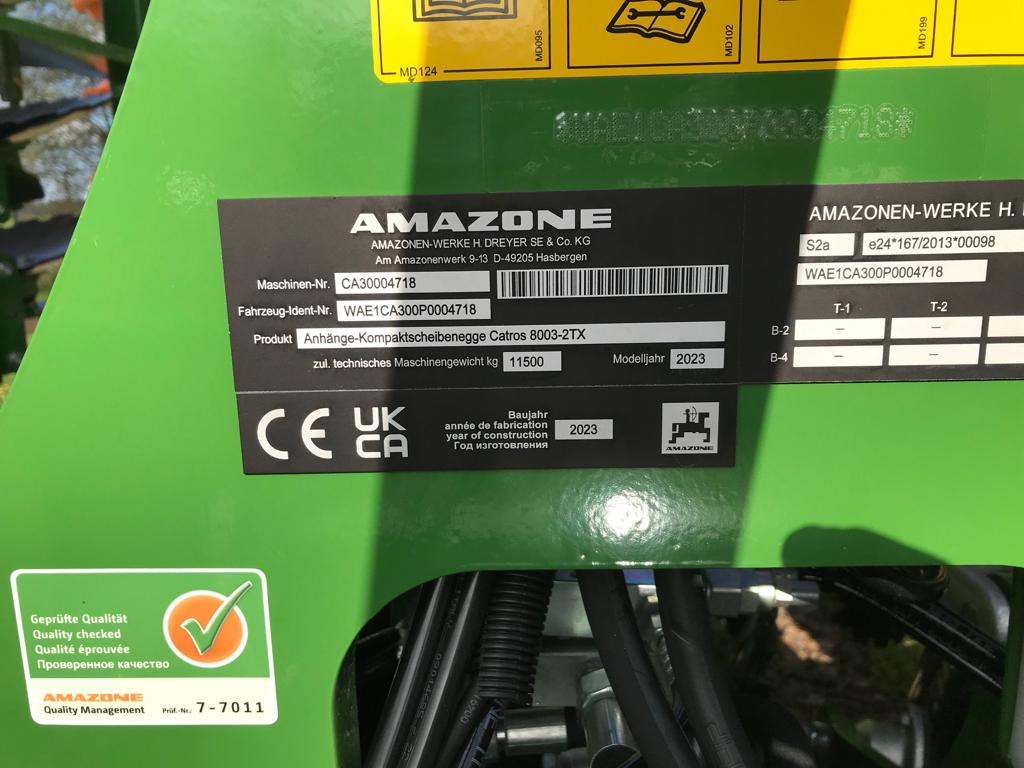 MD095
MD102
MD199
MD124
*WAE1CA300P0004718*
AMAZONE
AMAZONEN-WERKE H. DREYER SE & Co. KG
Am Amazonenwerk 9-13 D-49205 Hasbergen
Maschinen-Nr. CA30004718
Fahrzeug-Ident-Nr. WAE1CA300P0004718
Produkt Anhänge-Kompaktscheibenegge Catros 8003-2TX
zul. technisches Maschinengewicht kg 11500 Modelljahr 2023
CE UK CA
Baujahr
année de fabrication
year of construction
Год изготовления
2023
AMAZONE
AMAZONEN-WERKE H.
S2a e24*167/2013*00098
WAE1CA300P0004718
T-1 T-2
B-2 – –
B-4 – –
Geprüfte Qualität
Quality checked
Qualité éprouvée
Проверенное качество
AMAZONE
Quality Management Prüf.-Nr.: 7-7011